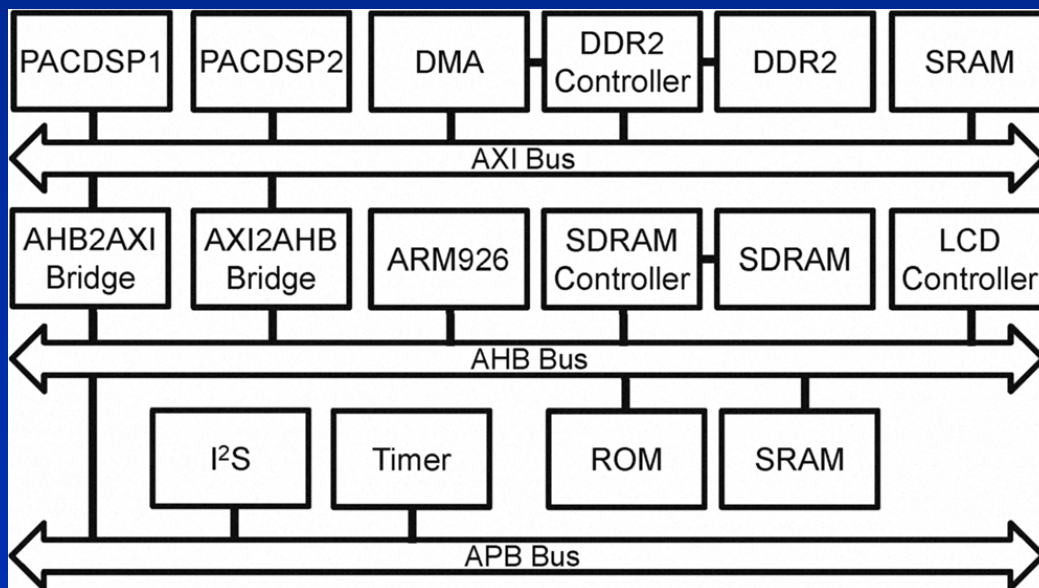 PACDSP1
PACDSP2
DMA
DDR2
Controller
DDR2
SRAM
AXI Bus
AHB2AXI
Bridge
AXI2AHB
Bridge
ARM926
SDRAM
Controller
SDRAM
LCD
Controller
AHB Bus
I²S
Timer
ROM
SRAM
APB Bus